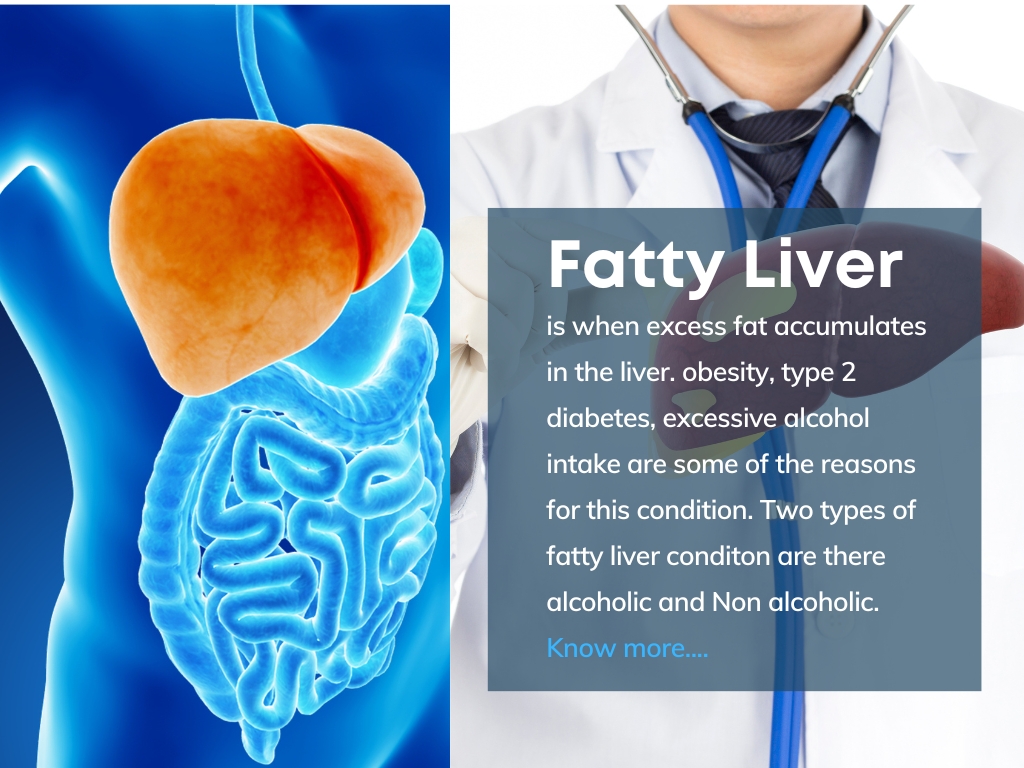 Fatty Liver
is when excess fat accumulates
in the liver. obesity, type 2
diabetes, excessive alcohol
intake are some of the reasons
for this condition. Two types of
fatty liver conditon are there
alcoholic and Non alcoholic.
Know more....